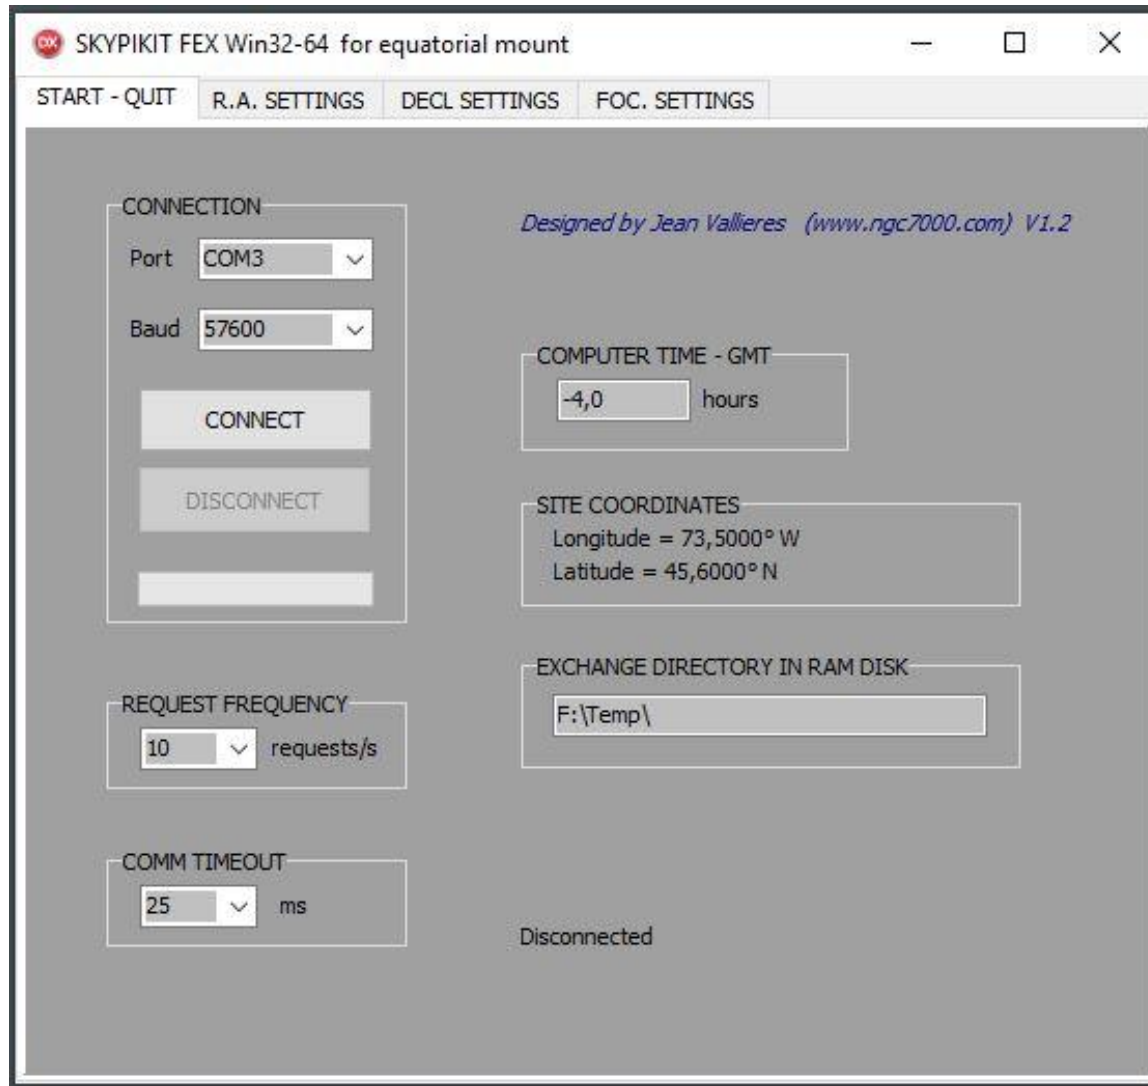 SKYPIKIT FEX Win32-64 for equatorial mount
START - QUIT R.A. SETTINGS DECL SETTINGS FOC. SETTINGS
CONNECTION
Port COM3
Baud 57600
CONNECT
DISCONNECT
REQUEST FREQUENCY
10 requests/s
COMM TIMEOUT
25 ms
Designed by Jean Vallieres (www.ngc7000.com) V1.2
COMPUTER TIME - GMT
-4,0 hours
SITE COORDINATES
Longitude = 73,5000° W
Latitude = 45,6000° N
EXCHANGE DIRECTORY IN RAM DISK
F:\Temp\
Disconnected